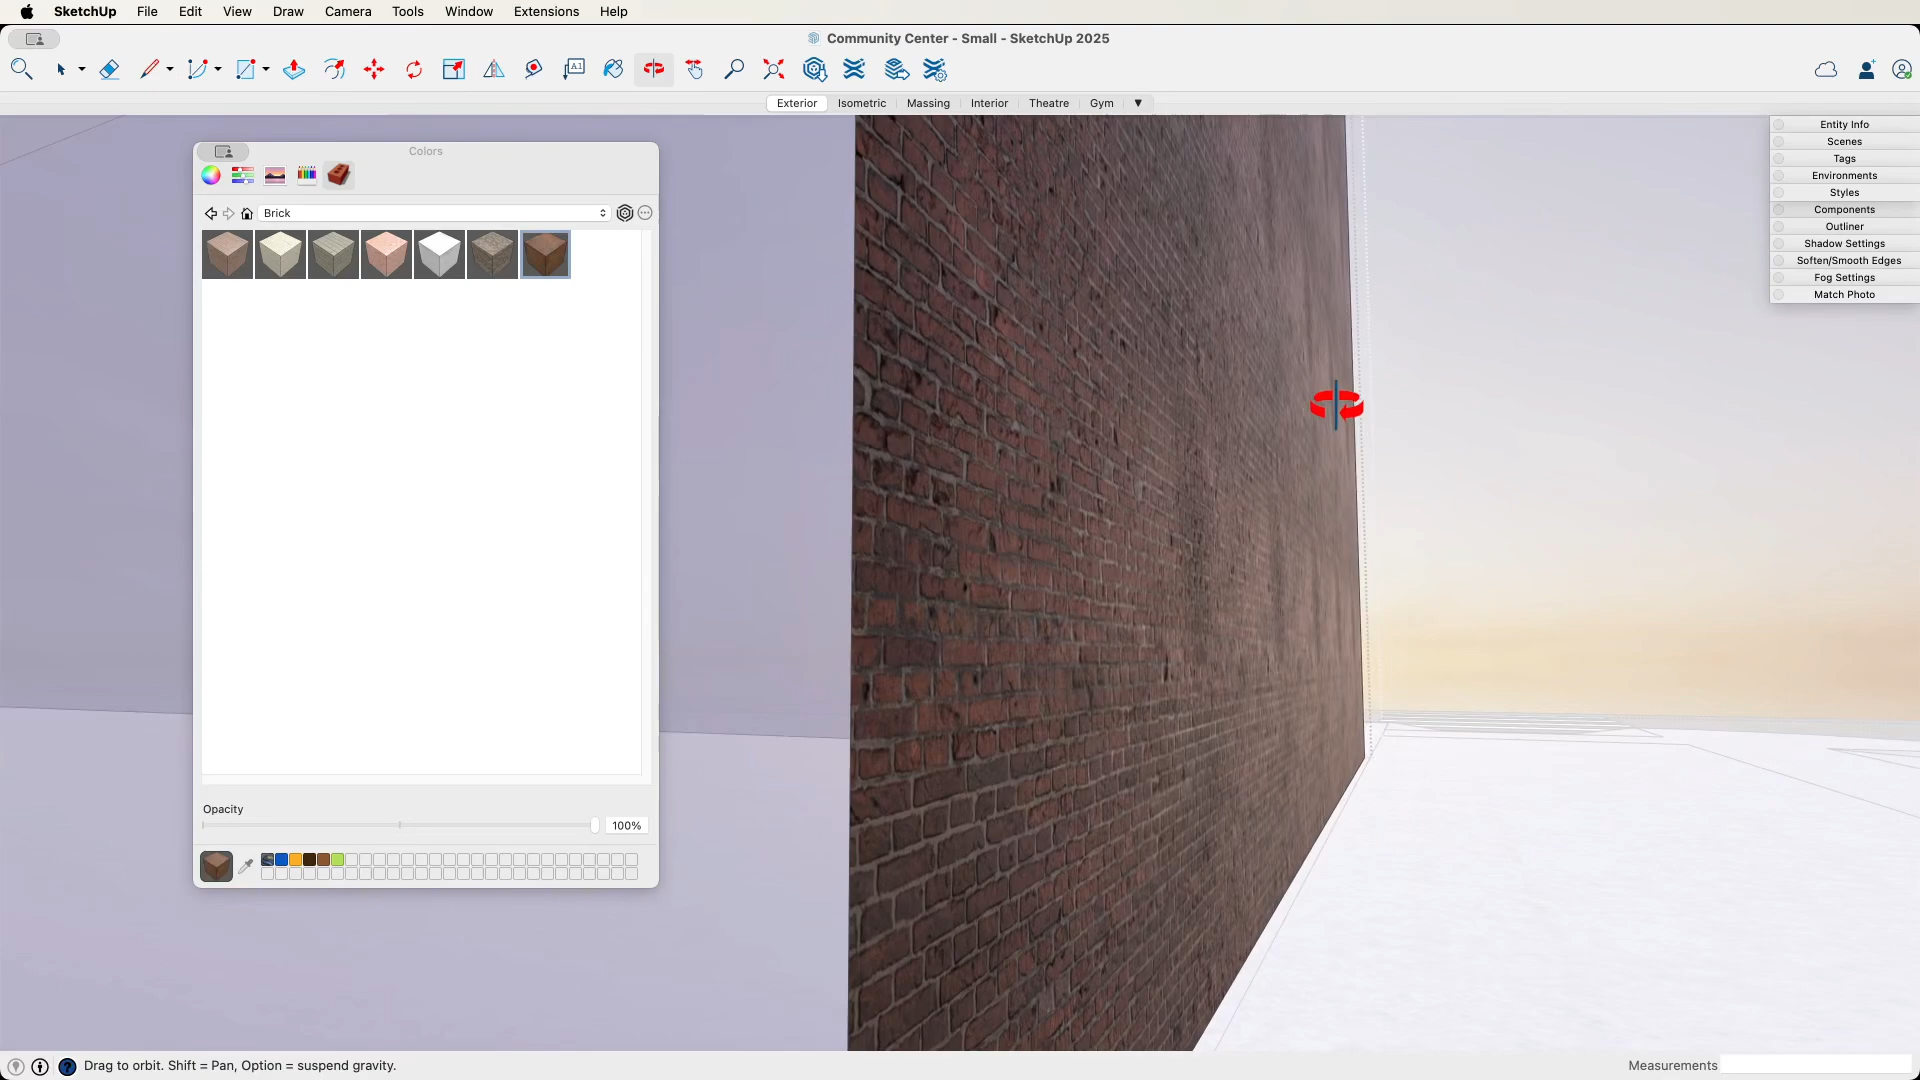 SketchUp File Edit View Draw Camera Tools Window Extensions Help
Community Center - Small - SketchUp 2025
A1
Exterior Isometric Massing Interior Theatre Gym
Colors
Brick
Opacity
100%
Entity Info
Scenes
Tags
Environments
Styles
Components
Outliner
Shadow Settings
Soften/Smooth Edges
Fog Settings
Match Photo
Drag to orbit. Shift = Pan, Option = suspend gravity.
Measurements